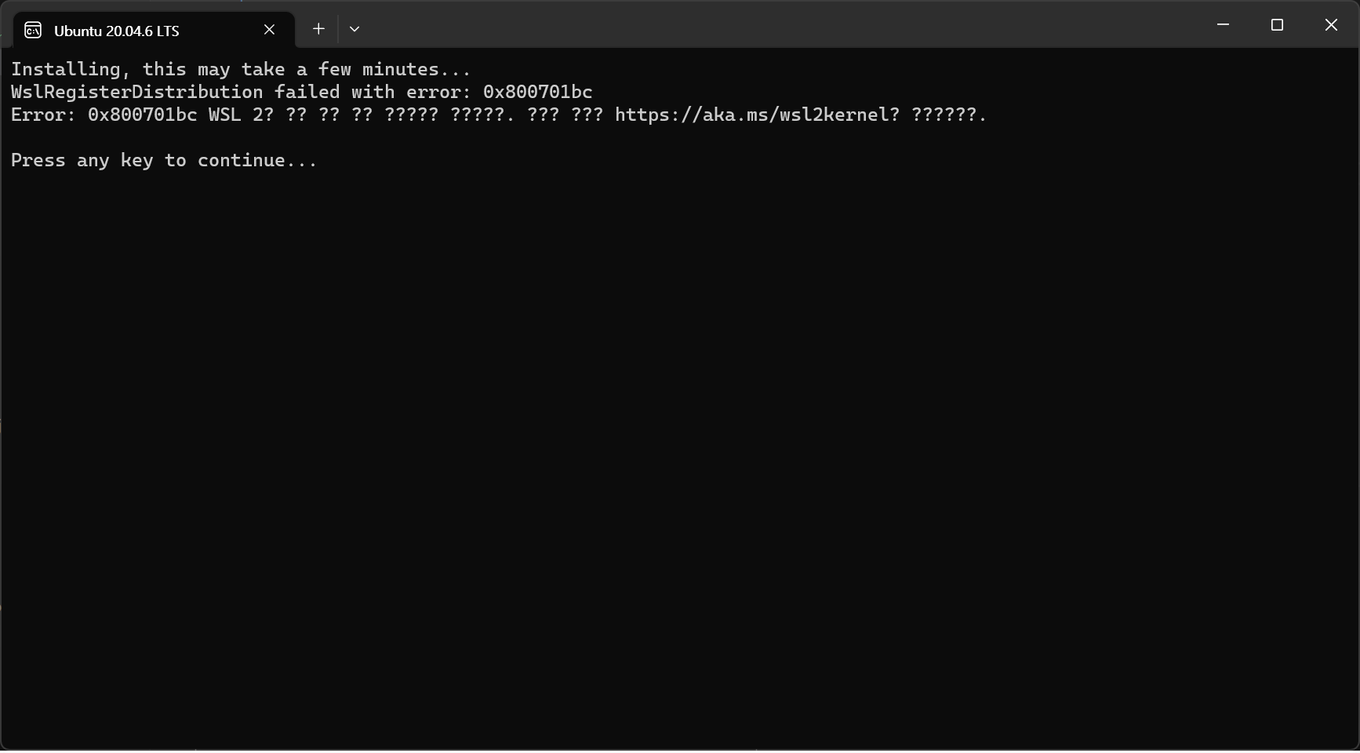 Ubuntu 20.04.6 LTS
Installing, this may take a few minutes...
WslRegisterDistribution failed with error: 0x800701bc
Error: 0x800701bc WSL 2? ?? ?? ?? ????? ?????. ??? ??? https://aka.ms/wsl2kernel? ??????.
Press any key to continue...